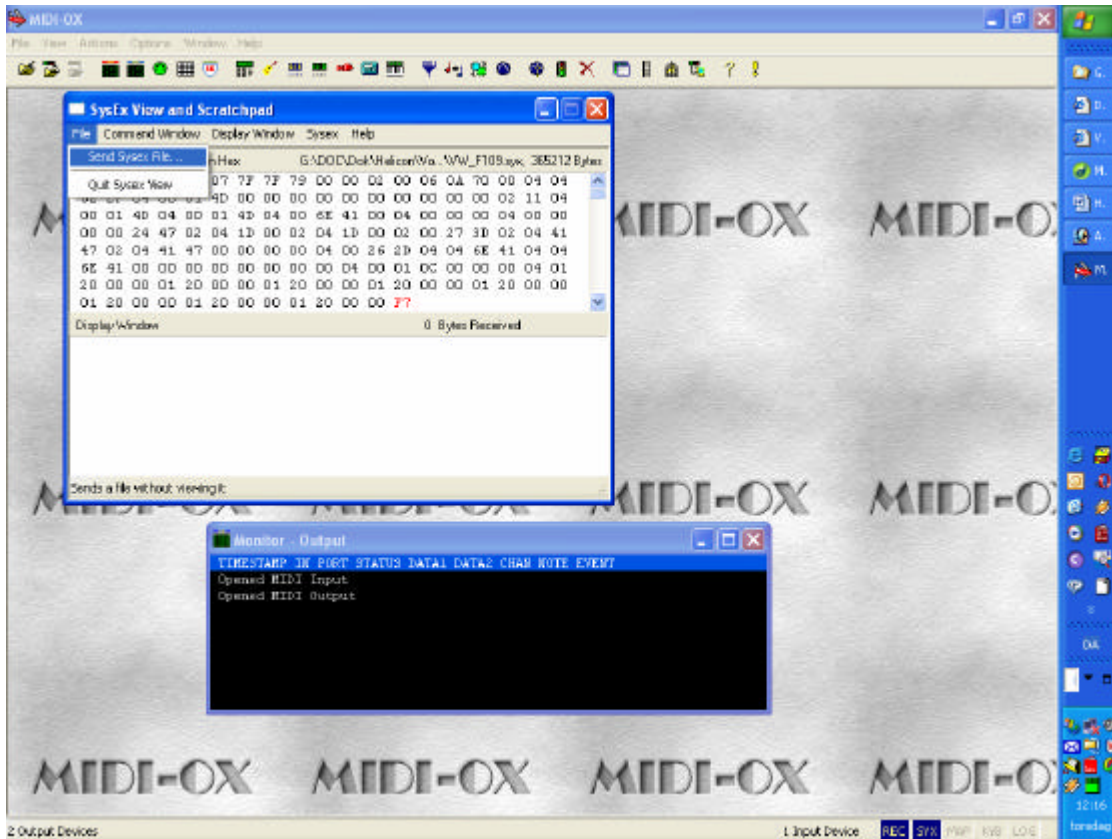 MIDI-OX
File View Actions Options Window Help
SysEx View and Scratchpad
File Command Window Display Window Sysex Help
Send Sysex File...
Quit Sysex View
Hex
365212 Bytes
07 7F 7F 79 00 00 02 00 06 0A 70 00 04 04
4D 00 00 00 00 00 00 00 00 00 02 11 04
00 01 4D 04 00 01 4D 04 00 6E 41 00 04 00 00 00 04 00 00
00 00 24 47 02 04 1D 00 02 04 1D 00 02 00 27 3D 02 04 41
47 02 04 41 47 00 00 00 00 04 00 26 2D 04 04 6E 41 04 04
6E 41 00 00 00 00 00 00 00 00 04 00 01 0C 00 00 00 04 01
20 00 00 01 20 00 00 01 20 00 00 01 20 00 00 01 20 00 00
01 20 00 00 01 20 00 00 01 20 00 00 F7
Display Window 0 Bytes Received
Sends a file without viewing it
MIDI-OX
MIDI-O
MIDI-OX
MIDI-O
Monitor - Output
TIMESTAMP IN PORT STATUS DATA1 DATA2 CHAN NOTE EVENT
Opened MIDI Input
Opened MIDI Output
MIDI-OX MIDI-OX MIDI-OX MIDI-O
2 Output Devices 1 Input Device REC SYX MAP KYB LOG
DA
12:16
torsdag